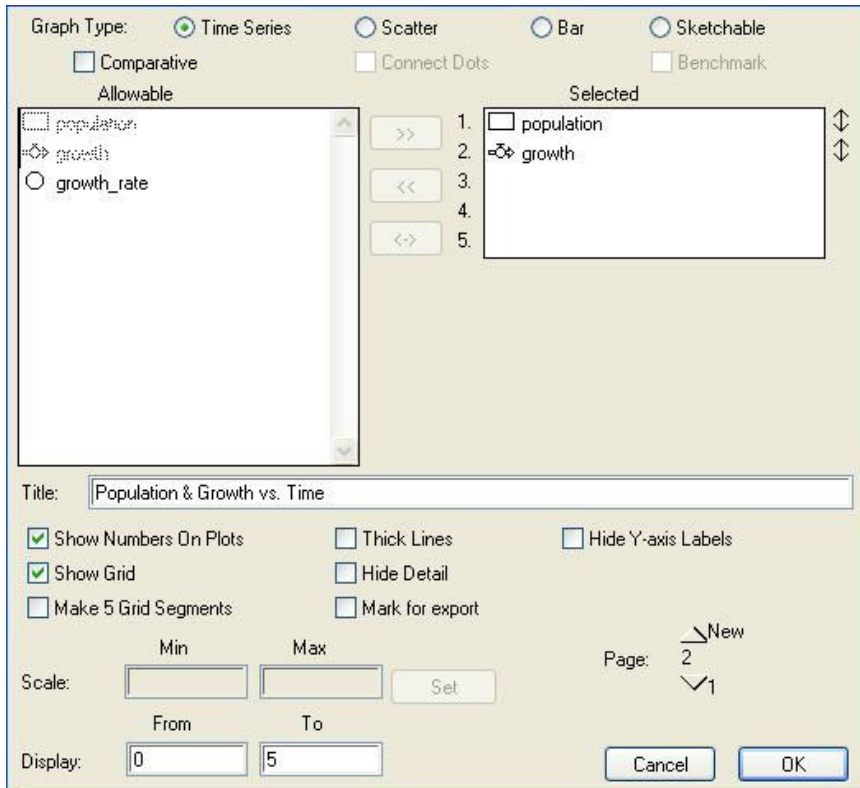 Graph Type: Time Series Scatter Bar Sketchable
Comparative Connect Dots Benchmark
Allowable Selected
population >> 1. population
growth 2. growth
growth_rate << 3.
4.
<-> 5.
Title: Population & Growth vs. Time
Show Numbers On Plots Thick Lines Hide Y-axis Labels
Show Grid Hide Detail
Make 5 Grid Segments Mark for export
Min Max New
Page: 2
Scale: Set 1
From To
Display: 0 5 Cancel OK